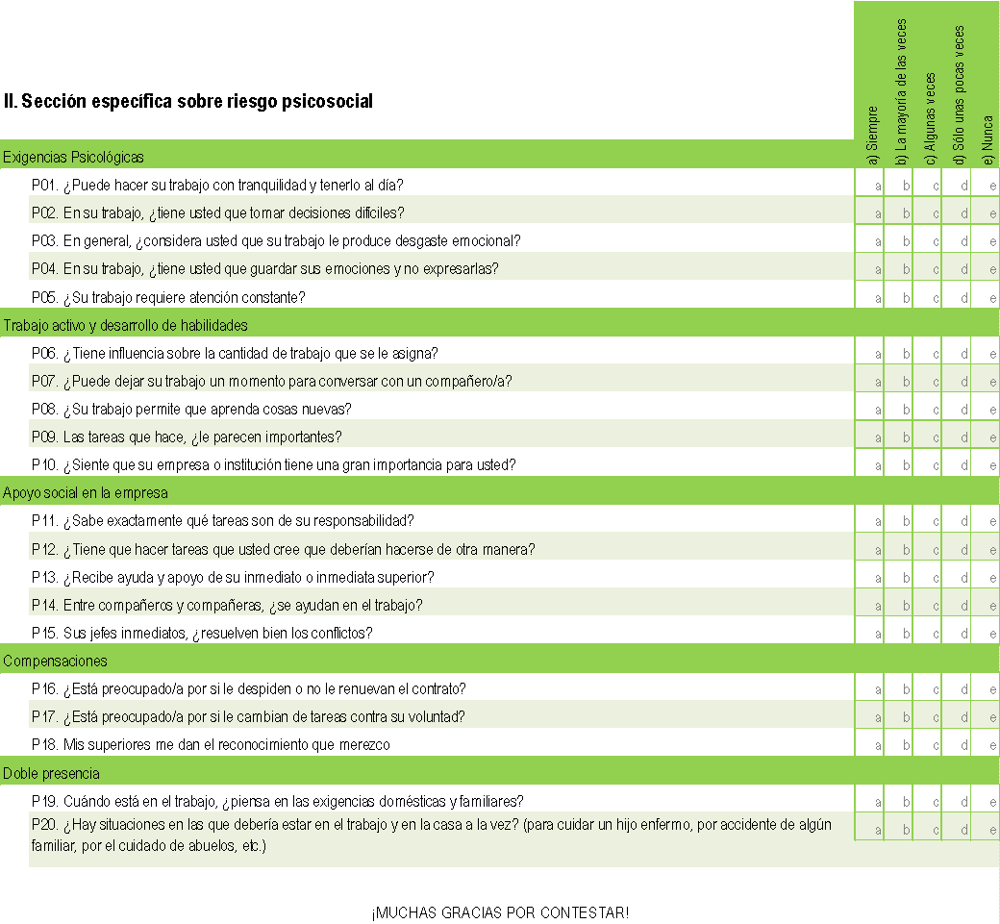 a) Siempre
b) La mayoría de las veces
c) Algunas veces
d) Sólo unas pocas veces
e) Nunca
II. Sección específica sobre riesgo psicosocial
Exigencias Psicológicas
P01. ¿Puede hacer su trabajo con tranquilidad y tenerlo al día? a b c d e
P02. En su trabajo, ¿tiene usted que tomar decisiones difíciles? a b c d e
P03. En general, ¿considera usted que su trabajo le produce desgaste emocional? a b c d e
P04. En su trabajo, ¿tiene usted que guardar sus emociones y no expresarlas? a b c d e
P05. ¿Su trabajo requiere atención constante? a b c d e
Trabajo activo y desarrollo de habilidades
P06. ¿Tiene influencia sobre la cantidad de trabajo que se le asigna? a b c d e
P07. ¿Puede dejar su trabajo un momento para conversar con un compañero/a? a b c d e
P08. ¿Su trabajo permite que aprenda cosas nuevas? a b c d e
P09. Las tareas que hace, ¿le parecen importantes? a b c d e
P10. ¿Siente que su empresa o institución tiene una gran importancia para usted? a b c d e
Apoyo social en la empresa
P11. ¿Sabe exactamente qué tareas son de su responsabilidad? a b c d e
P12. ¿Tiene que hacer tareas que usted cree que deberían hacerse de otra manera? a b c d e
P13. ¿Recibe ayuda y apoyo de su inmediato o inmediata superior? a b c d e
P14. Entre compañeros y compañeras, ¿se ayudan en el trabajo? a b c d e
P15. Sus jefes inmediatos, ¿resuelven bien los conflictos? a b c d e
Compensaciones
P16. ¿Está preocupado/a por si le despiden o no le renuevan el contrato? a b c d e
P17. ¿Está preocupado/a por si le cambian de tareas contra su voluntad? a b c d e
P18. Mis superiores me dan el reconocimiento que merezco a b c d e
Doble presencia
P19. Cuándo está en el trabajo, ¿piensa en las exigencias domésticas y familiares? a b c d e
P20. ¿Hay situaciones en las que debería estar en el trabajo y en la casa a la vez? (para cuidar un hijo enfermo, por accidente de algún a b c d e
familiar, por el cuidado de abuelos, etc.)
¡MUCHAS GRACIAS POR CONTESTAR!